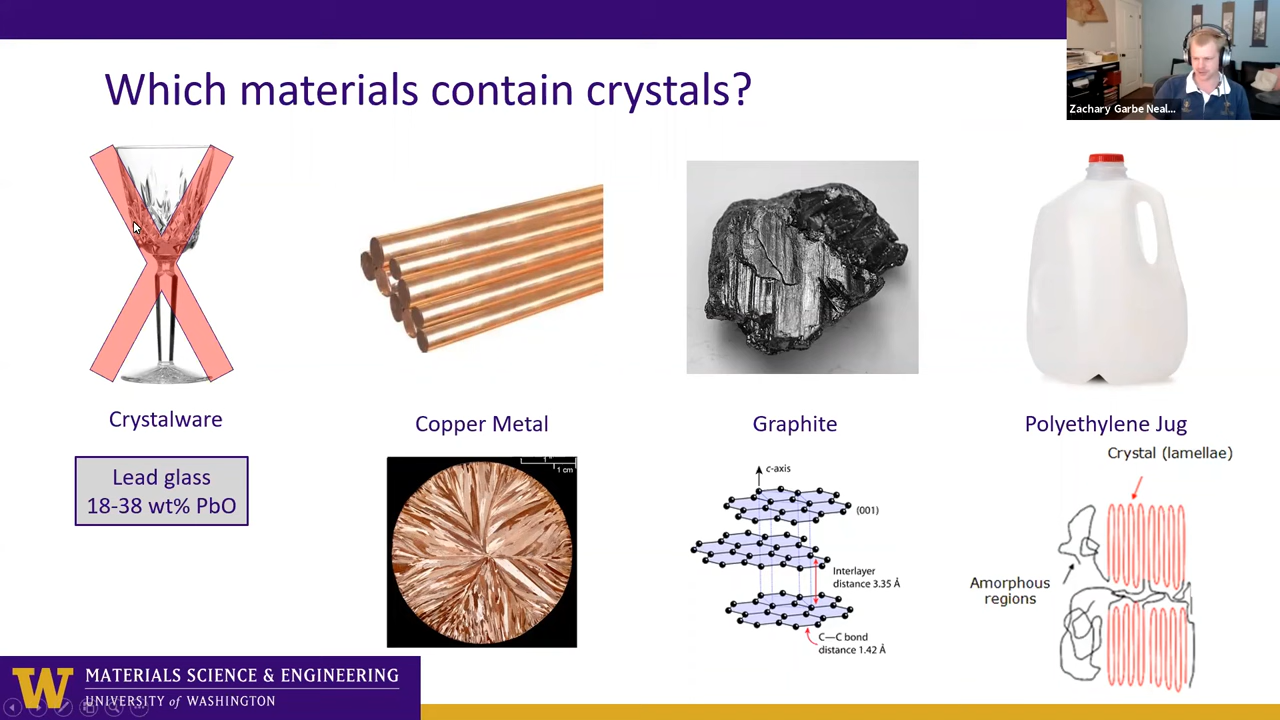 Which materials contain crystals?
Zachary Garbe Neal...
Crystalware
Copper Metal
Graphite
Polyethylene Jug
Lead glass
18-38 wt% PbO
1 cm
c-axis
(001)
Interlayer
distance 3.35 Å
C—C bond
distance 1.42 Å
Crystal (lamellae)
Amorphous
regions
W
MATERIALS SCIENCE & ENGINEERING
UNIVERSITY of WASHINGTON